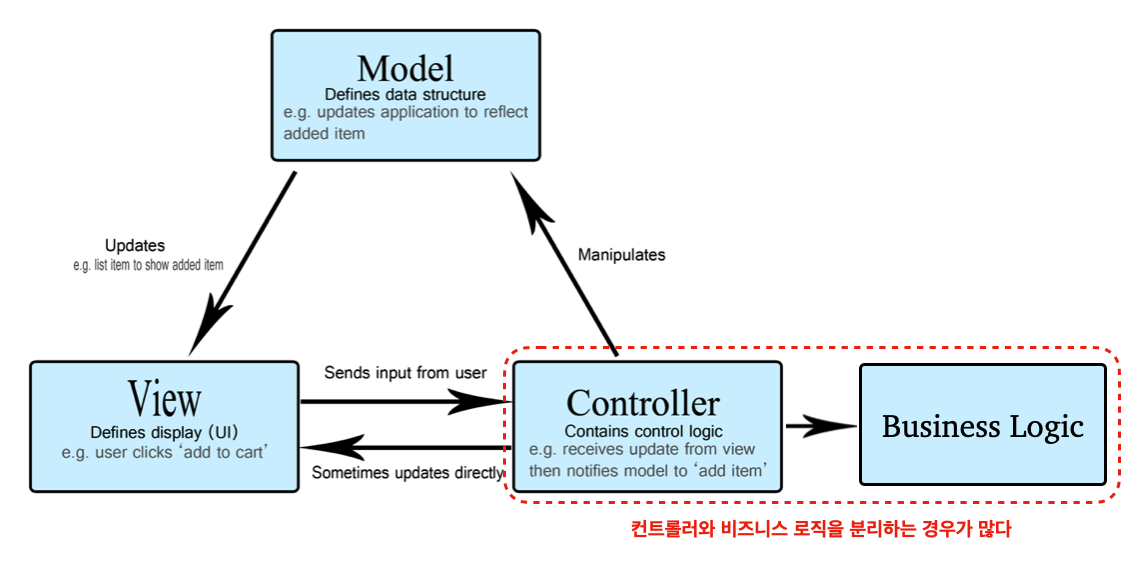 Model
Defines data structure
e.g. updates application to reflect
added item
Updates
e.g. list item to show added item
Manipulates
View
Defines display (UI)
e.g. user clicks ‘add to cart’
Sends input from user
Sometimes updates directly
Controller
Contains control logic
e.g. receives update from view
then notifies model to ‘add item’
Business Logic
컨트롤러와 비즈니스 로직을 분리하는 경우가 많다